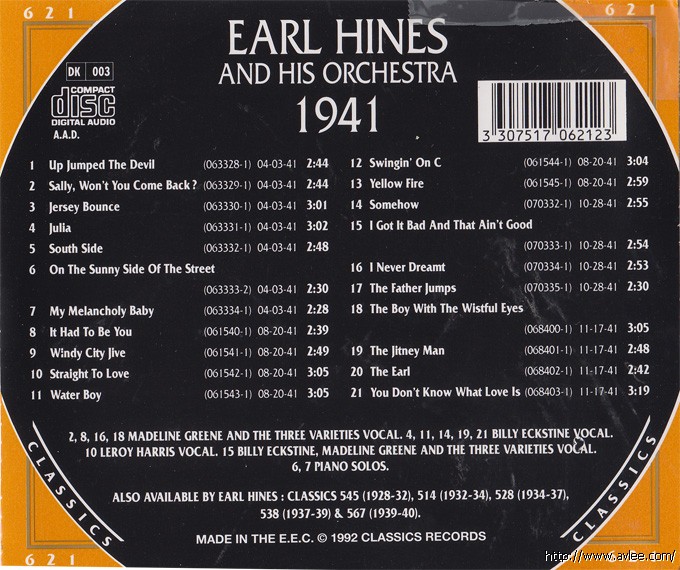 6 2 1
6 2 1
DK 003
COMPACT
disc
DIGITAL AUDIO
A.A.D.
EARL HINES
AND HIS ORCHESTRA
1941
3 307517 062123
1 Up Jumped The Devil (063328-1) 04-03-41 2:44
2 Sally, Won't You Come Back? (063329-1) 04-03-41 2:44
3 Jersey Bounce (063330-1) 04-03-41 3:01
4 Julia (063331-1) 04-03-41 3:02
5 South Side (063332-1) 04-03-41 2:48
6 On The Sunny Side Of The Street
(063333-2) 04-03-41 2:30
7 My Melancholy Baby (063334-1) 04-03-41 2:28
8 It Had To Be You (061540-1) 08-20-41 2:39
9 Windy City Jive (061541-1) 08-20-41 2:49
10 Straight To Love (061542-1) 08-20-41 3:05
11 Water Boy (061543-1) 08-20-41 3:05
12 Swingin' On C (061544-1) 08-20-41 3:04
13 Yellow Fire (061545-1) 08-20-41 2:59
14 Somehow (070332-1) 10-28-41 2:55
15 I Got It Bad And That Ain't Good
(070333-1) 10-28-41 2:54
16 I Never Dreamt (070334-1) 10-28-41 2:53
17 The Father Jumps (070335-1) 10-28-41 2:30
18 The Boy With The Wistful Eyes
(068400-1) 11-17-41 3:05
19 The Jitney Man (068401-1) 11-17-41 2:48
20 The Earl (068402-1) 11-17-41 2:42
21 You Don't Know What Love Is (068403-1) 11-17-41 3:19
2, 8, 16, 18 MADELINE GREENE AND THE THREE VARIETIES VOCAL. 4, 11, 14, 19, 21 BILLY ECKSTINE VOCAL.
10 LEROY HARRIS VOCAL. 15 BILLY ECKSTINE, MADELINE GREENE AND THE THREE VARIETIES VOCAL.
6, 7 PIANO SOLOS.
ALSO AVAILABLE BY EARL HINES : CLASSICS 545 (1928-32), 514 (1932-34), 528 (1934-37),
538 (1937-39) & 567 (1939-40).
MADE IN THE E.E.C. © 1992 CLASSICS RECORDS
CLASSICS
CLASSICS
6 2 1
http://www.avlee.com/